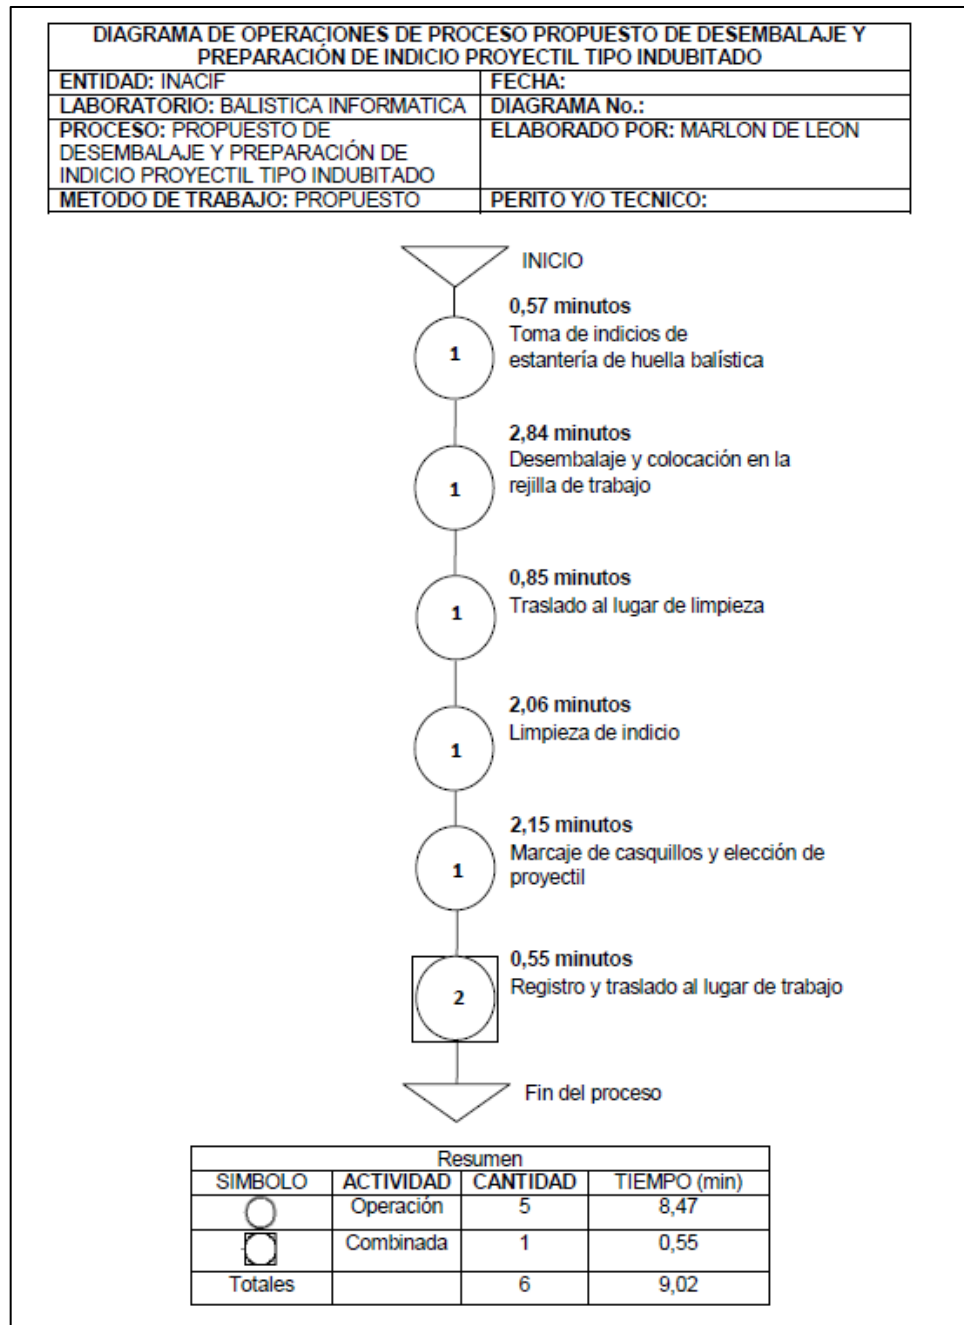 DIAGRAMA DE OPERACIONES DE PROCESO PROPUESTO DE DESEMBALAJE Y
PREPARACIÓN DE INDICIO PROYECTIL TIPO INDUBITADO
ENTIDAD: INACIF
FECHA:
LABORATORIO: BALISTICA INFORMATICA
DIAGRAMA No.:
PROCESO: PROPUESTO DE
DESEMBALAJE Y PREPARACIÓN DE
INDICIO PROYECTIL TIPO INDUBITADO
ELABORADO POR: MARLON DE LEON
METODO DE TRABAJO: PROPUESTO
PERITO Y/O TECNICO:
INICIO
0,57 minutos
1
Toma de indicios de
estantería de huella balística
2,84 minutos
1
Desembalaje y colocación en la
rejilla de trabajo
0,85 minutos
1
Traslado al lugar de limpieza
2,06 minutos
1
Limpieza de indicio
2,15 minutos
1
Marcaje de casquillos y elección de
proyectil
0,55 minutos
2
Registro y traslado al lugar de trabajo
Fin del proceso
Resumen
SIMBOLO ACTIVIDAD CANTIDAD TIEMPO (min)
Operación 5 8,47
Combinada 1 0,55
Totales 6 9,02